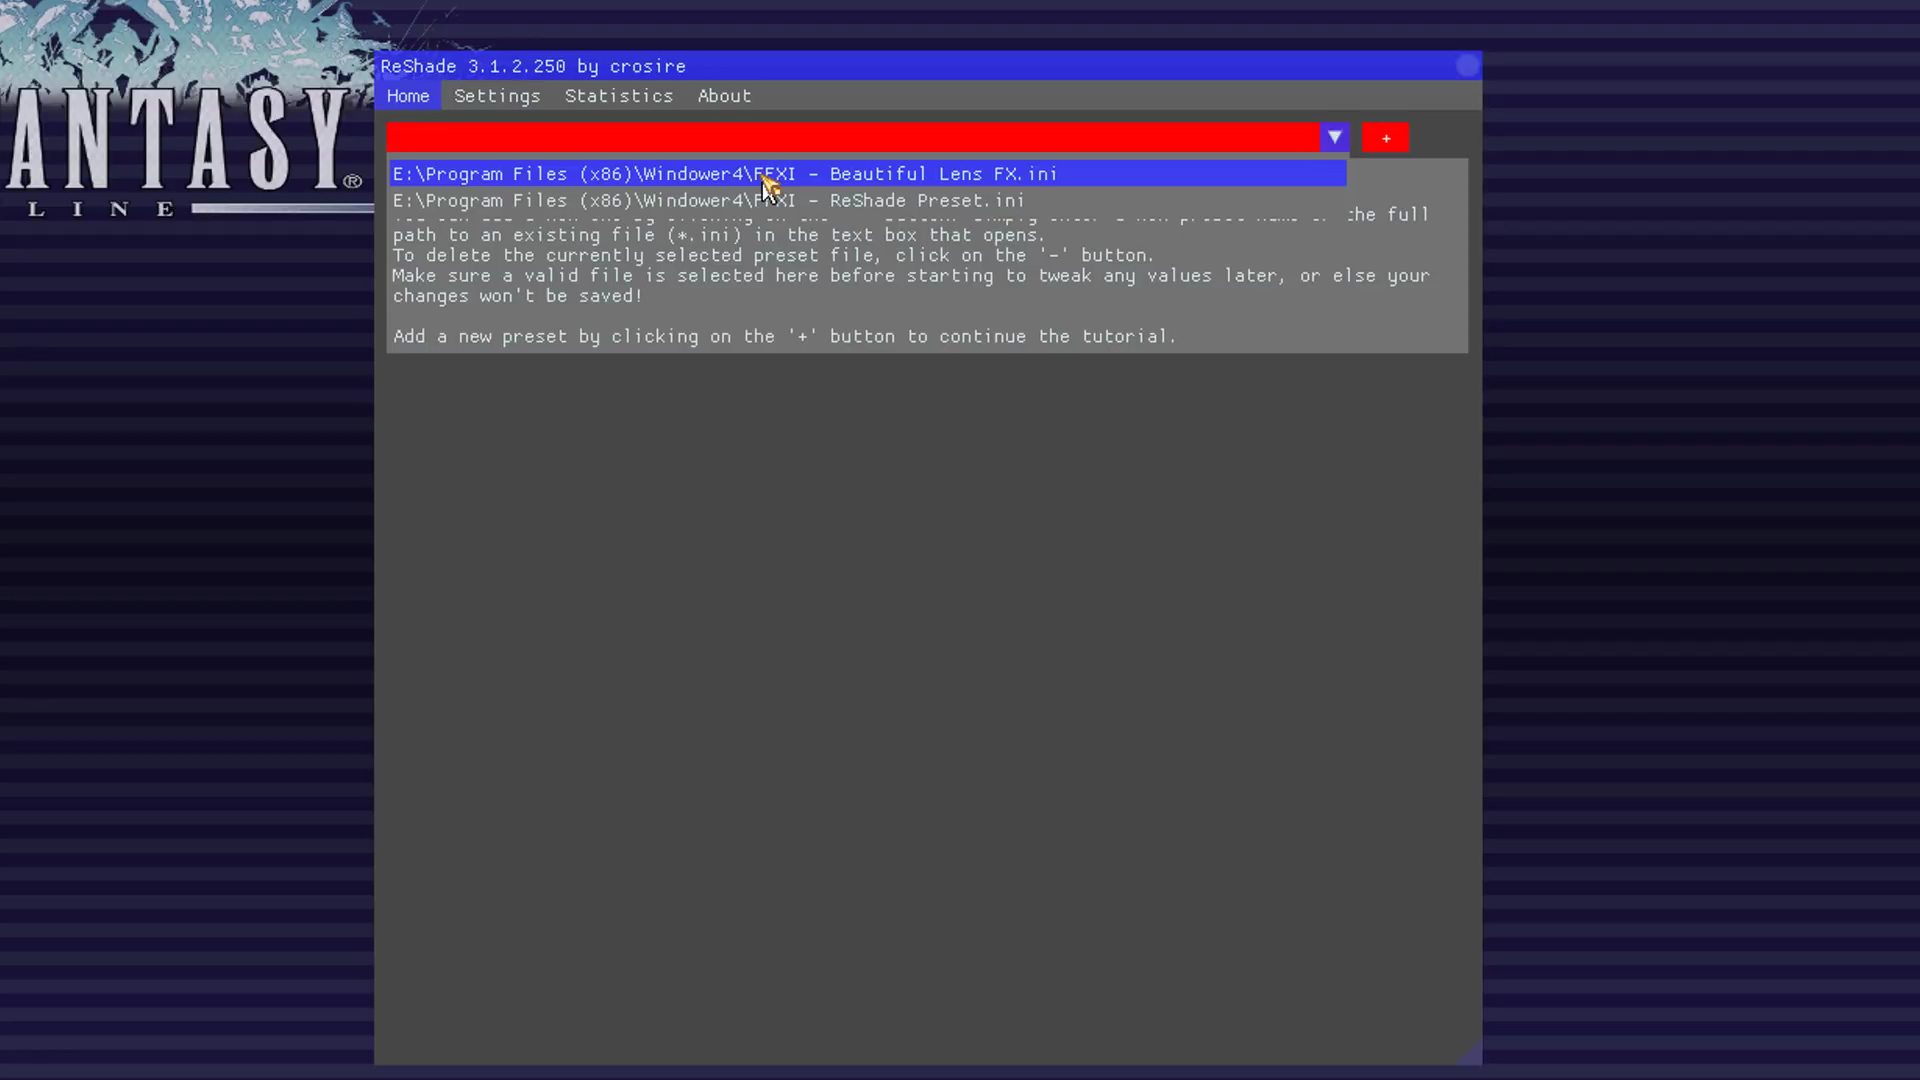 ANTASY®
LINE
ReShade 3.1.2.250 by crosire
Home Settings Statistics About
▼ +
E:\Program Files (x86)\Windower4\FFXI - Beautiful Lens FX.ini
E:\Program Files (x86)\Windower4\FFXI - ReShade Preset.ini
the full
path to an existing file (*.ini) in the text box that opens.
To delete the currently selected preset file, click on the '-' button.
Make sure a valid file is selected here before starting to tweak any values later, or else your
changes won't be saved!
Add a new preset by clicking on the '+' button to continue the tutorial.